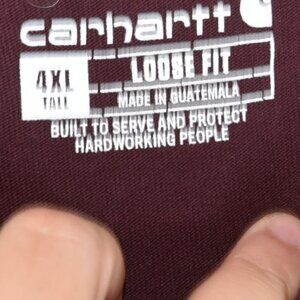 carhartt
4XL
TALL
LOOSE FIT
MADE IN GUATEMALA
BUILT TO SERVE AND PROTECT
HARDWORKING PEOPLE